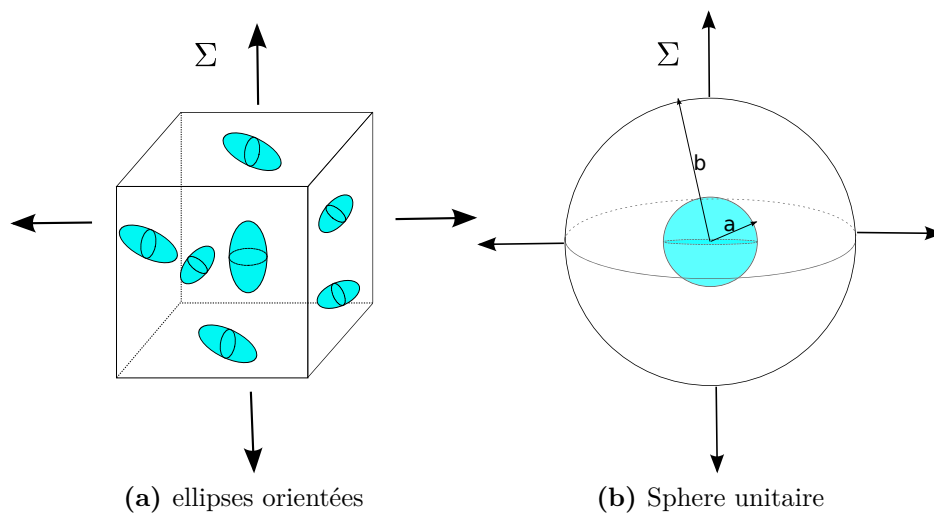 Σ
Σ
b
a
(a) ellipses orientées
(b) Sphere unitaire